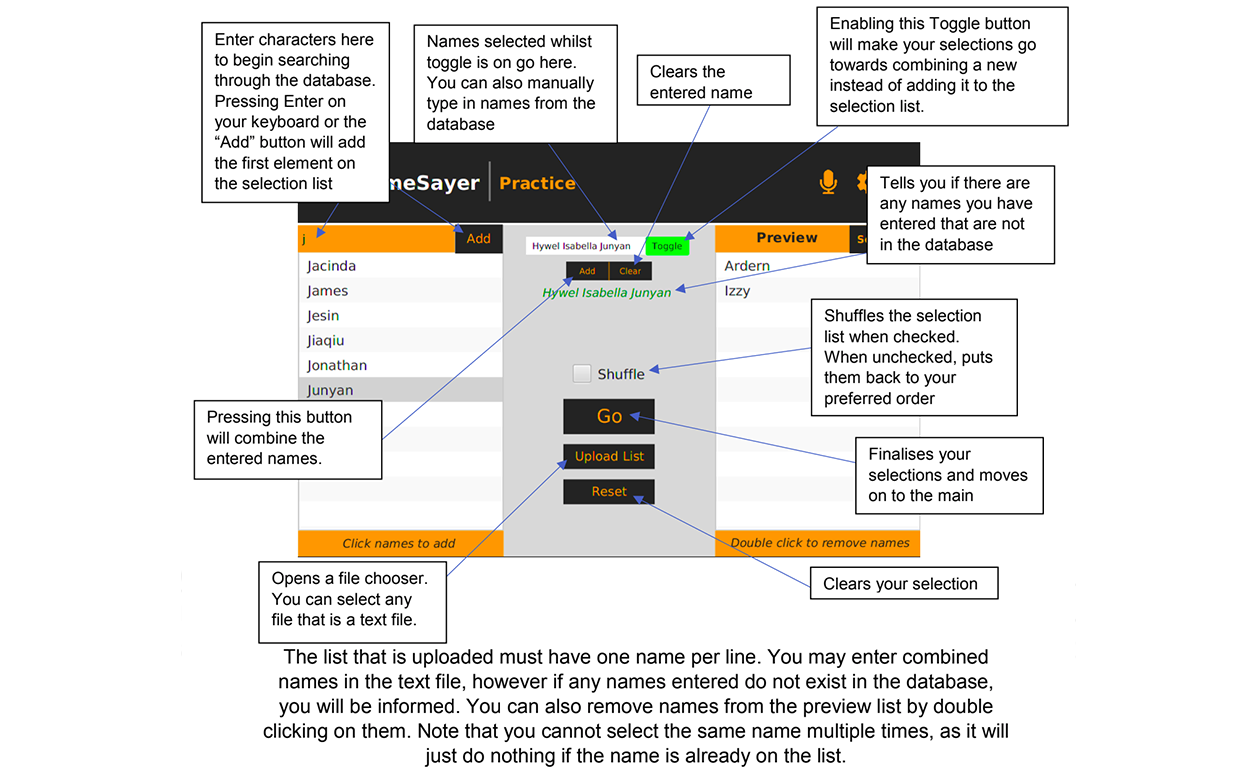 Enter characters here
to begin searching
through the database.
Pressing Enter on
your keyboard or the
“Add” button will add
the first element on
the selection list
Names selected whilst
toggle is on go here.
You can also manually
type in names from the
database
Clears the
entered name
Enabling this Toggle button
will make your selections go
towards combining a new
instead of adding it to the
selection list.
Tells you if there are
any names you have
entered that are not
in the database
meSayer
Practice
j
Add
Jacinda
James
Jesin
Jiaqiu
Jonathan
Junyan
Click names to add
Hywel Isabella Junyan
Toggle
Add
Clear
Hywel Isabella Junyan
Shuffle
Go
Upload List
Reset
Preview
Ardern
Izzy
Double click to remove names
Shuffles the selection
list when checked.
When unchecked, puts
them back to your
preferred order
Pressing this button
will combine the
entered names.
Finalises your
selections and moves
on to the main
Opens a file chooser.
You can select any
file that is a text file.
Clears your selection
The list that is uploaded must have one name per line. You may enter combined
names in the text file, however if any names entered do not exist in the database,
you will be informed. You can also remove names from the preview list by double
clicking on them. Note that you cannot select the same name multiple times, as it will
just do nothing if the name is already on the list.